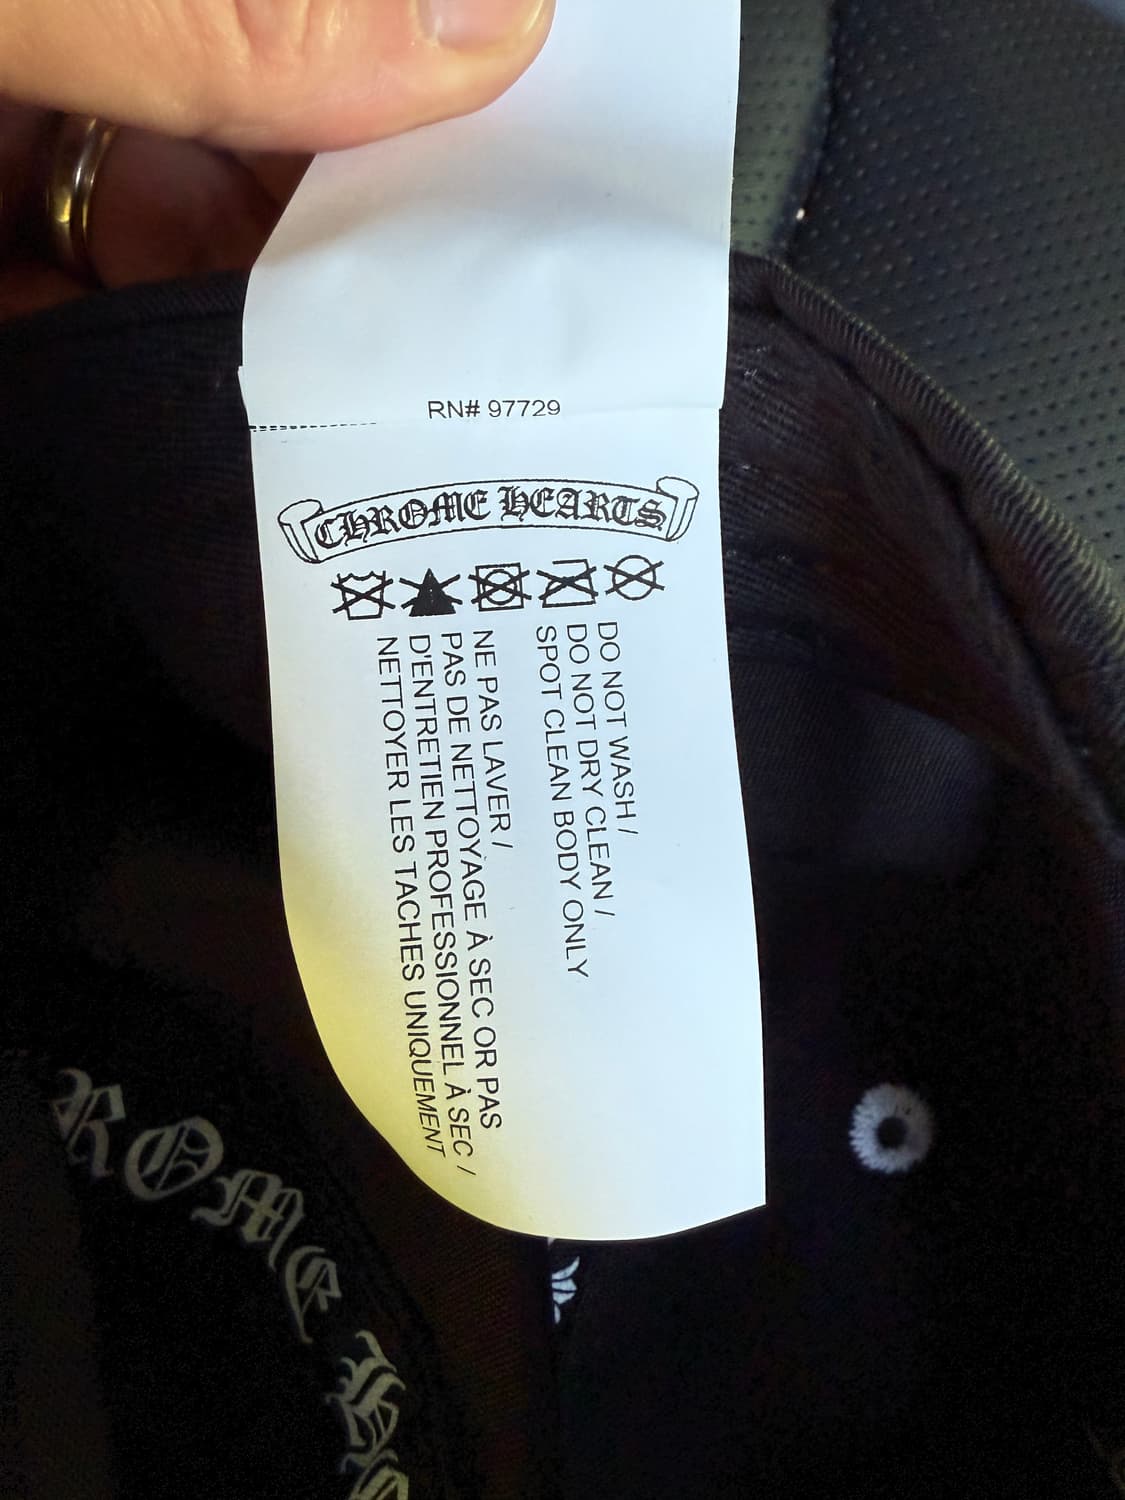 RN# 97729
CHROME HEARTS
DO NOT WASH /
DO NOT DRY CLEAN /
SPOT CLEAN BODY ONLY
NE PAS LAVER /
PAS DE NETTOYAGE À SEC OR PAS
D'ENTRETIEN PROFESSIONNEL À SEC /
NETTOYER LES TACHES UNIQUEMENT
ROME